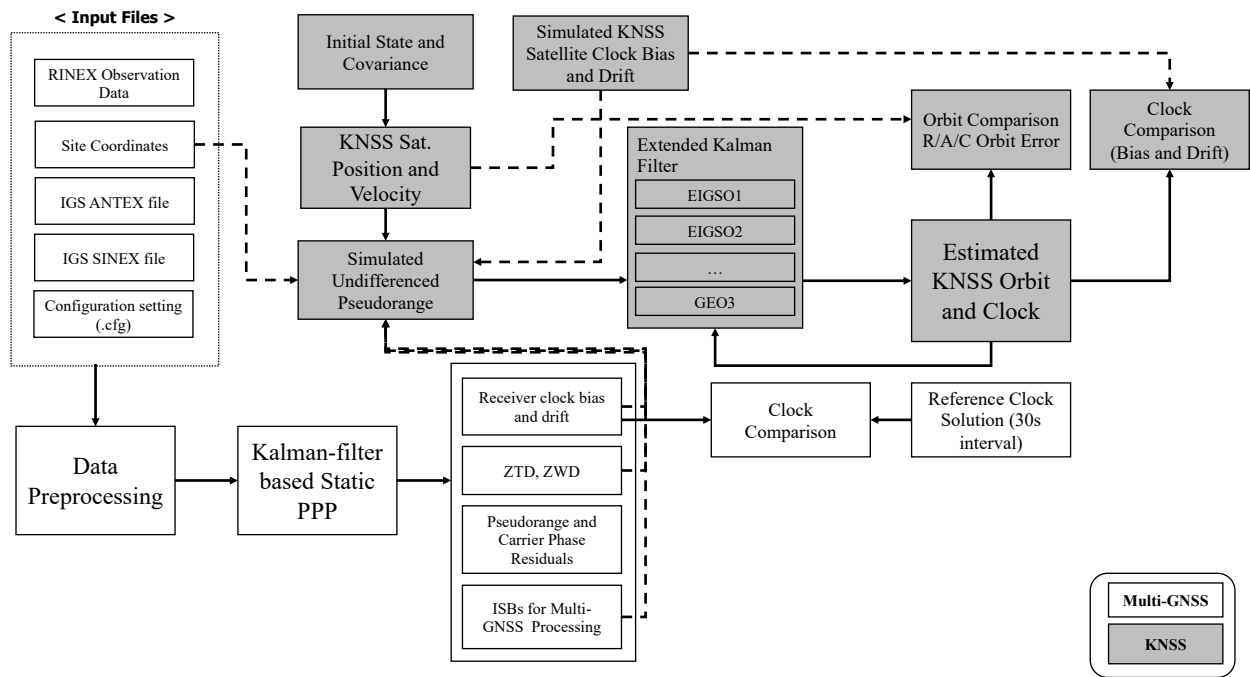 < Input Files >
RINEX Observation
Data
Site Coordinates
IGS ANTEX file
IGS SINEX file
Configuration setting
(.cfg)
Initial State and
Covariance
KNSS Sat.
Position and
Velocity
Simulated
Undifferenced
Pseudorange
Simulated KNSS
Satellite Clock Bias
and Drift
Extended Kalman
Filter
EIGSO1
EIGSO2
…
GEO3
Orbit Comparison
R/A/C Orbit Error
Clock
Comparison
(Bias and Drift)
Estimated
KNSS Orbit
and Clock
Data
Preprocessing
Kalman-filter
based Static
PPP
Receiver clock bias
and drift
ZTD, ZWD
Pseudorange and
Carrier Phase
Residuals
ISBs for Multi-
GNSS Processing
Clock
Comparison
Reference Clock
Solution (30s
interval)
Multi-GNSS
KNSS